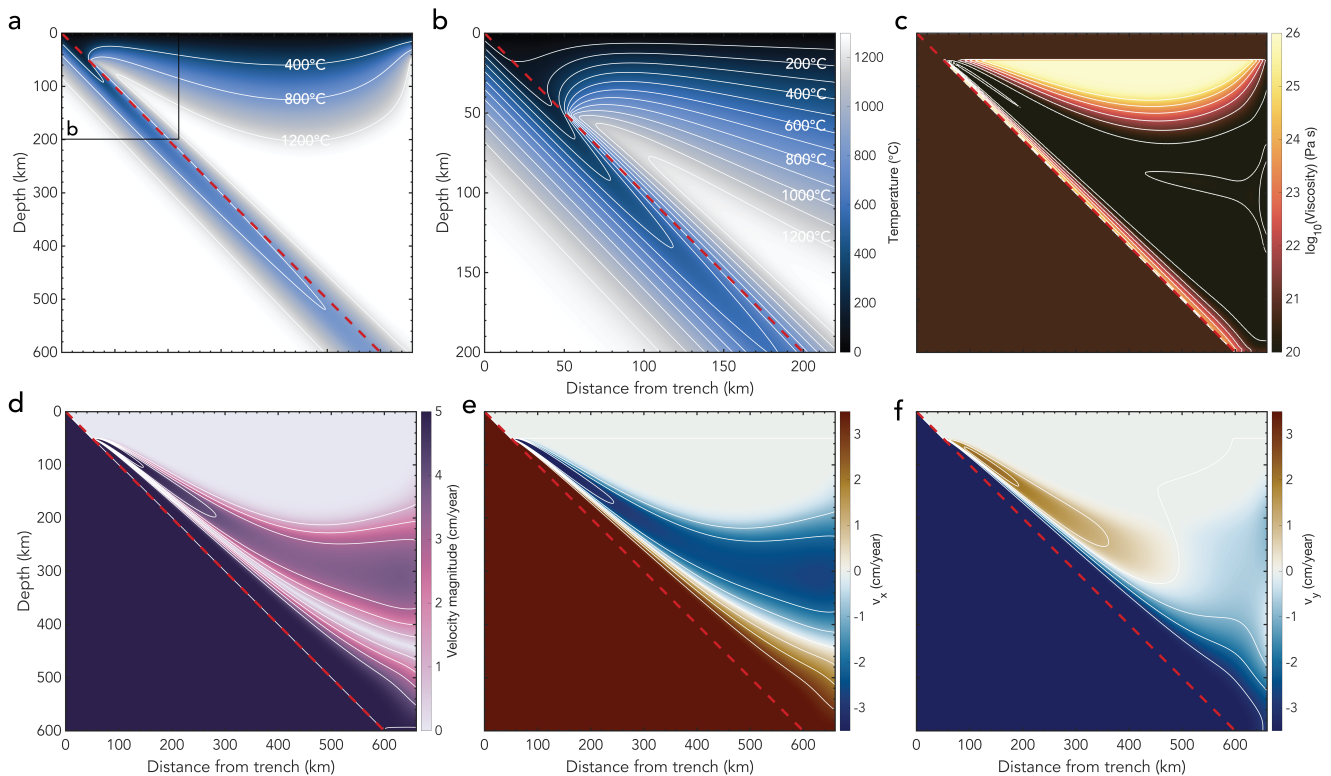 a
0
100
200
300
400
500
600
Depth (km)
400°C
800°C
1200°C
b
b
0
50
100
150
200
Depth (km)
200°C
400°C
600°C
800°C
1000°C
1200°C
0
50
100
150
200
Distance from trench (km)
1200
1000
800
600
400
200
0
Temperature (°C)
c
26
25
24
23
22
21
20
log10(Viscosity) (Pa s)
d
0
100
200
300
400
500
600
Depth (km)
0
100
200
300
400
500
600
Distance from trench (km)
5
4
3
2
1
0
Velocity magnitude (cm/year)
e
0
100
200
300
400
500
600
Distance from trench (km)
3
2
1
0
-1
-2
-3
vx (cm/year)
f
0
100
200
300
400
500
600
Distance from trench (km)
3
2
1
0
-1
-2
-3
vy (cm/year)